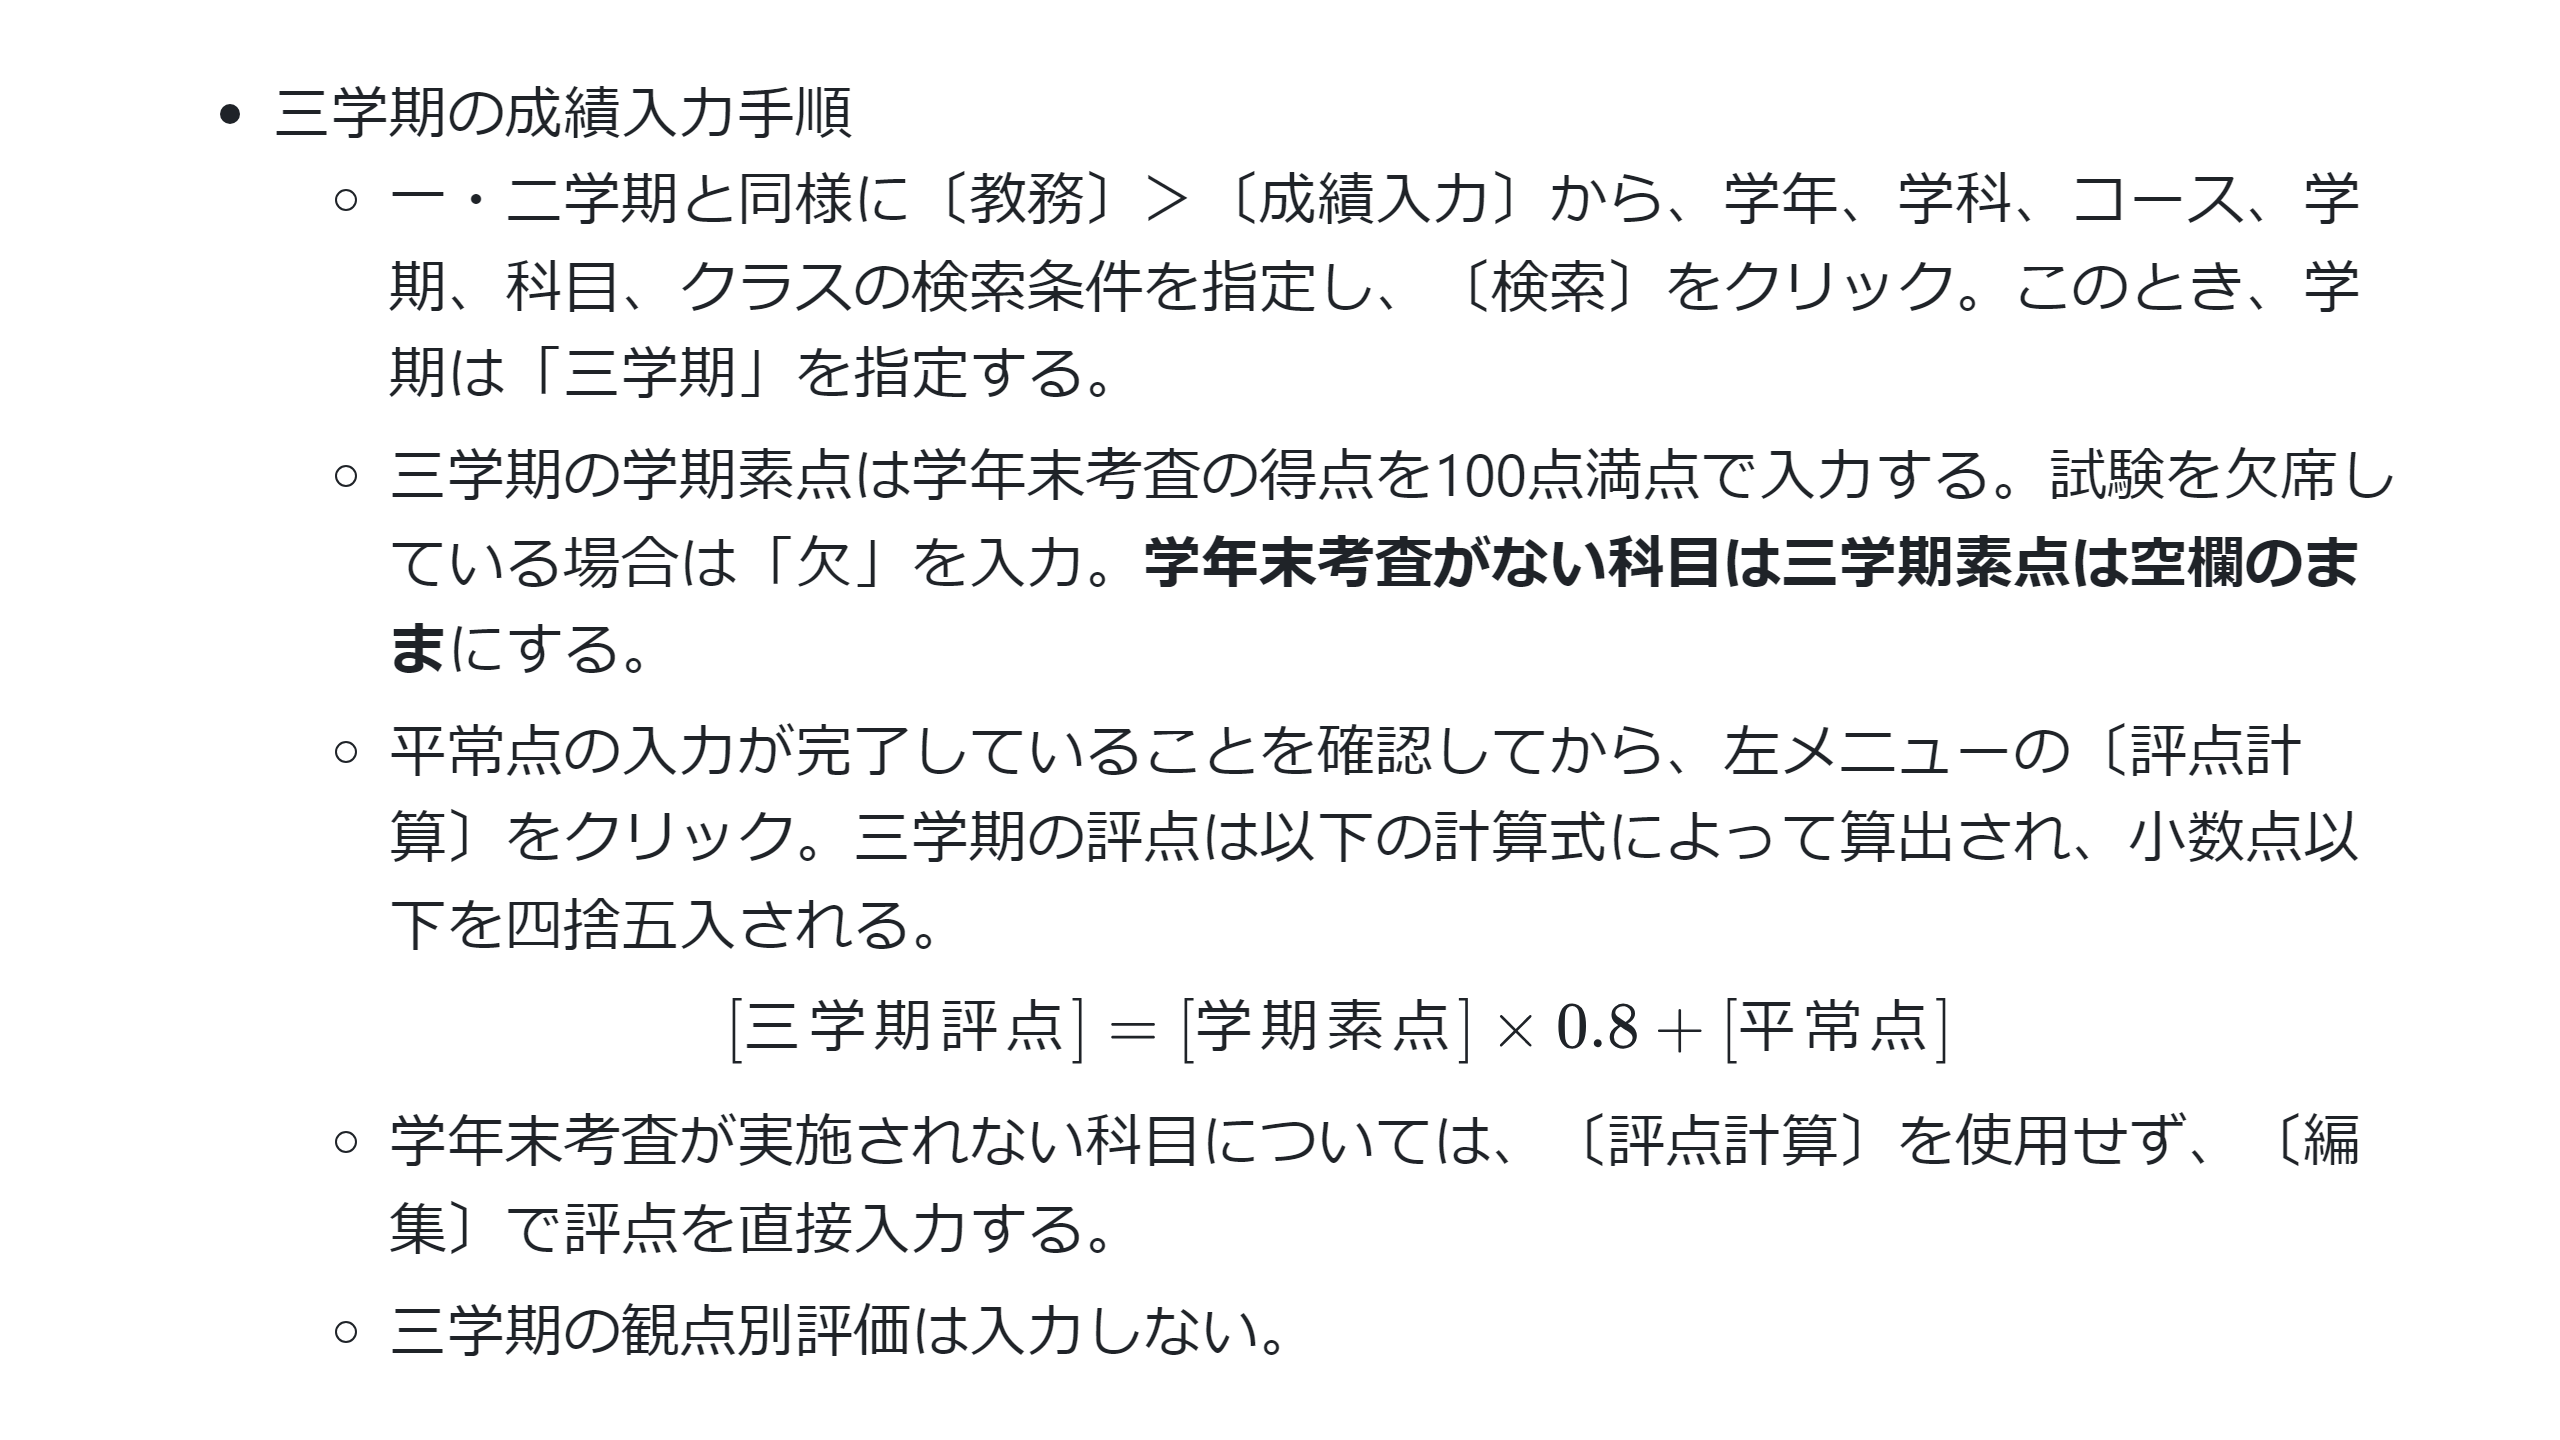 • 三学期の成績入力手順
◦ 一・二学期と同様に〔教務〕＞〔成績入力〕から、学年、学科、コース、学
期、科目、クラスの検索条件を指定し、〔検索〕をクリック。このとき、学
期は「三学期」を指定する。
◦ 三学期の学期素点は学年末考査の得点を100点満点で入力する。試験を欠席し
ている場合は「欠」を入力。学年末考査がない科目は三学期素点は空欄のま
まにする。
◦ 平常点の入力が完了していることを確認してから、左メニューの〔評点計
算〕をクリック。三学期の評点は以下の計算式によって算出され、小数点以
下を四捨五入される。
[三学期評点] = [学期素点] × 0.8 + [平常点]
◦ 学年末考査が実施されない科目については、〔評点計算〕を使用せず、〔編
集〕で評点を直接入力する。
◦ 三学期の観点別評価は入力しない。